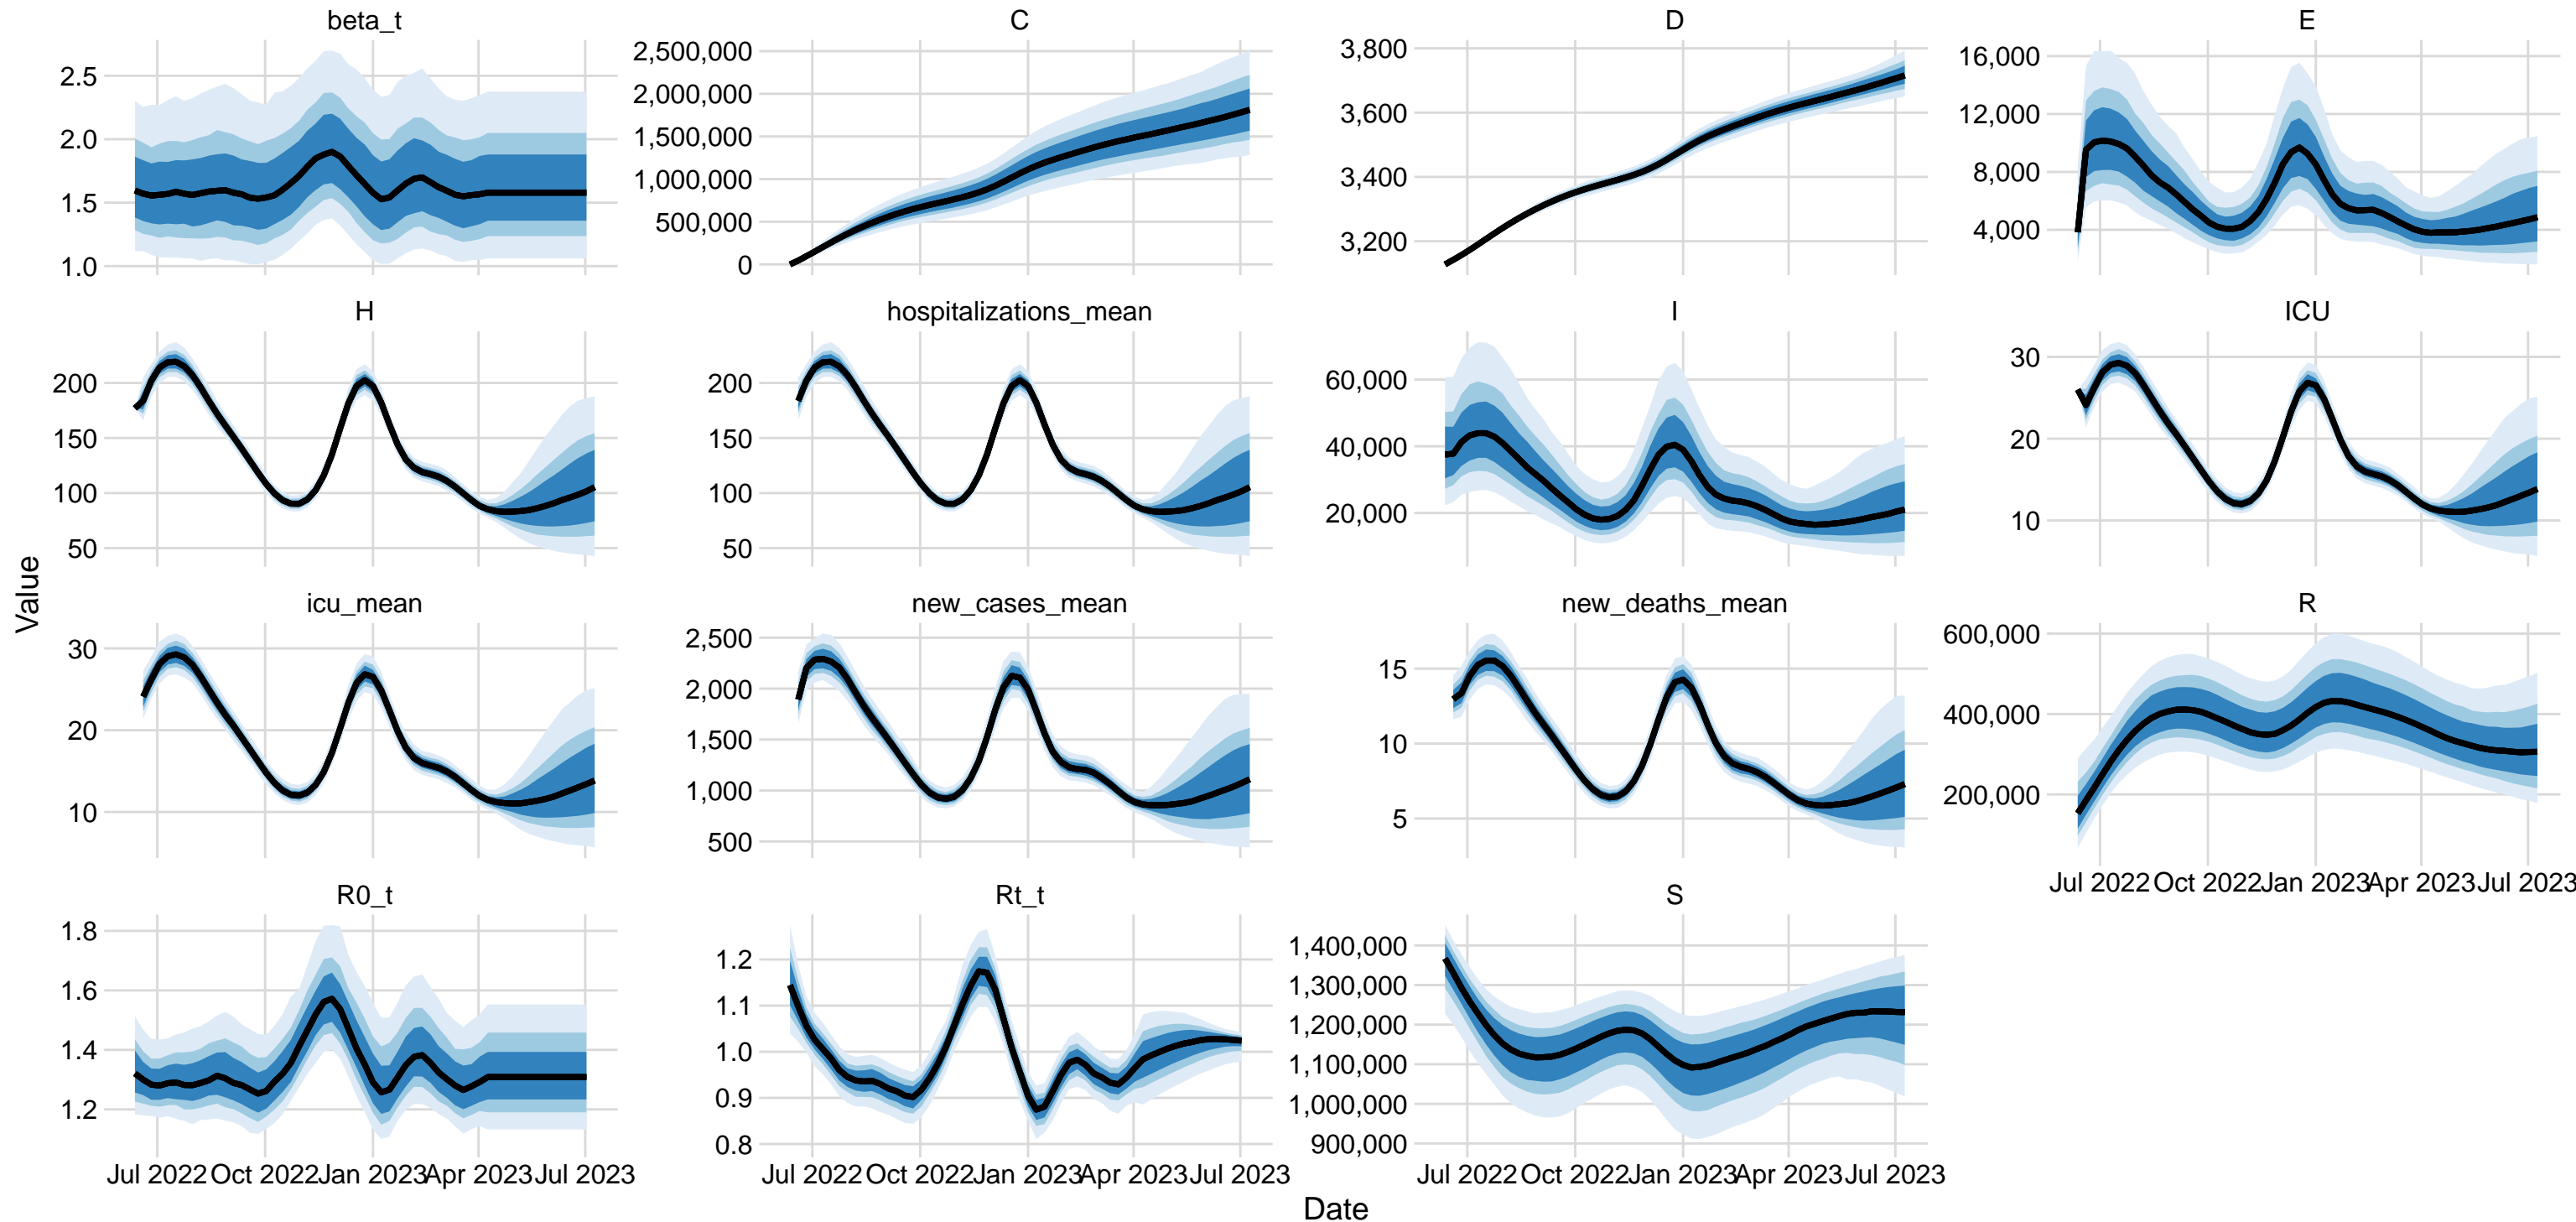 beta_t
C
D
E
2.5
2.0
1.5
1.0
2,500,000
2,000,000
1,500,000
1,000,000
500,000
0
3,800
3,600
3,400
3,200
16,000
12,000
8,000
4,000
H
hospitalizations_mean
I
ICU
200
150
100
50
200
150
100
50
60,000
40,000
20,000
30
20
10
Value
icu_mean
new_cases_mean
new_deaths_mean
R
30
20
10
2,500
2,000
1,500
1,000
500
15
10
5
600,000
400,000
200,000
Jul 2022 Oct 2022 Jan 2023 Apr 2023 Jul 2023
R0_t
Rt_t
S
1.8
1.6
1.4
1.2
1.2
1.1
1.0
0.9
0.8
1,400,000
1,300,000
1,200,000
1,100,000
1,000,000
900,000
Jul 2022 Oct 2022 Jan 2023 Apr 2023 Jul 2023
Jul 2022 Oct 2022 Jan 2023 Apr 2023 Jul 2023
Jul 2022 Oct 2022 Jan 2023 Apr 2023 Jul 2023
Date